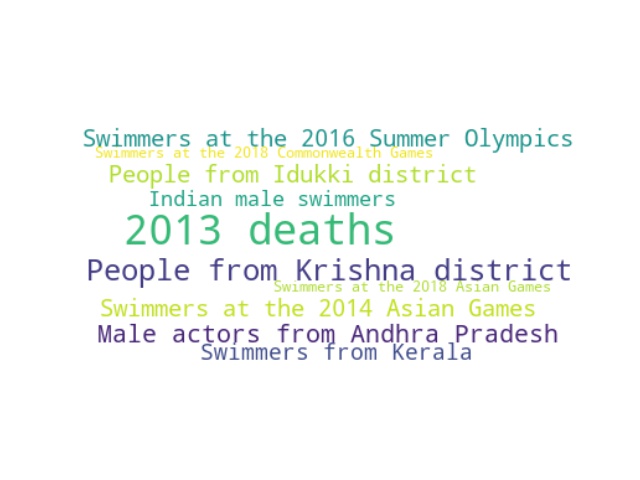 Swimmers at the 2016 Summer Olympics
Swimmers at the 2018 Commonwealth Games
People from Idukki district
Indian male swimmers
2013 deaths
People from Krishna district
Swimmers at the 2018 Asian Games
Swimmers at the 2014 Asian Games
Male actors from Andhra Pradesh
Swimmers from Kerala